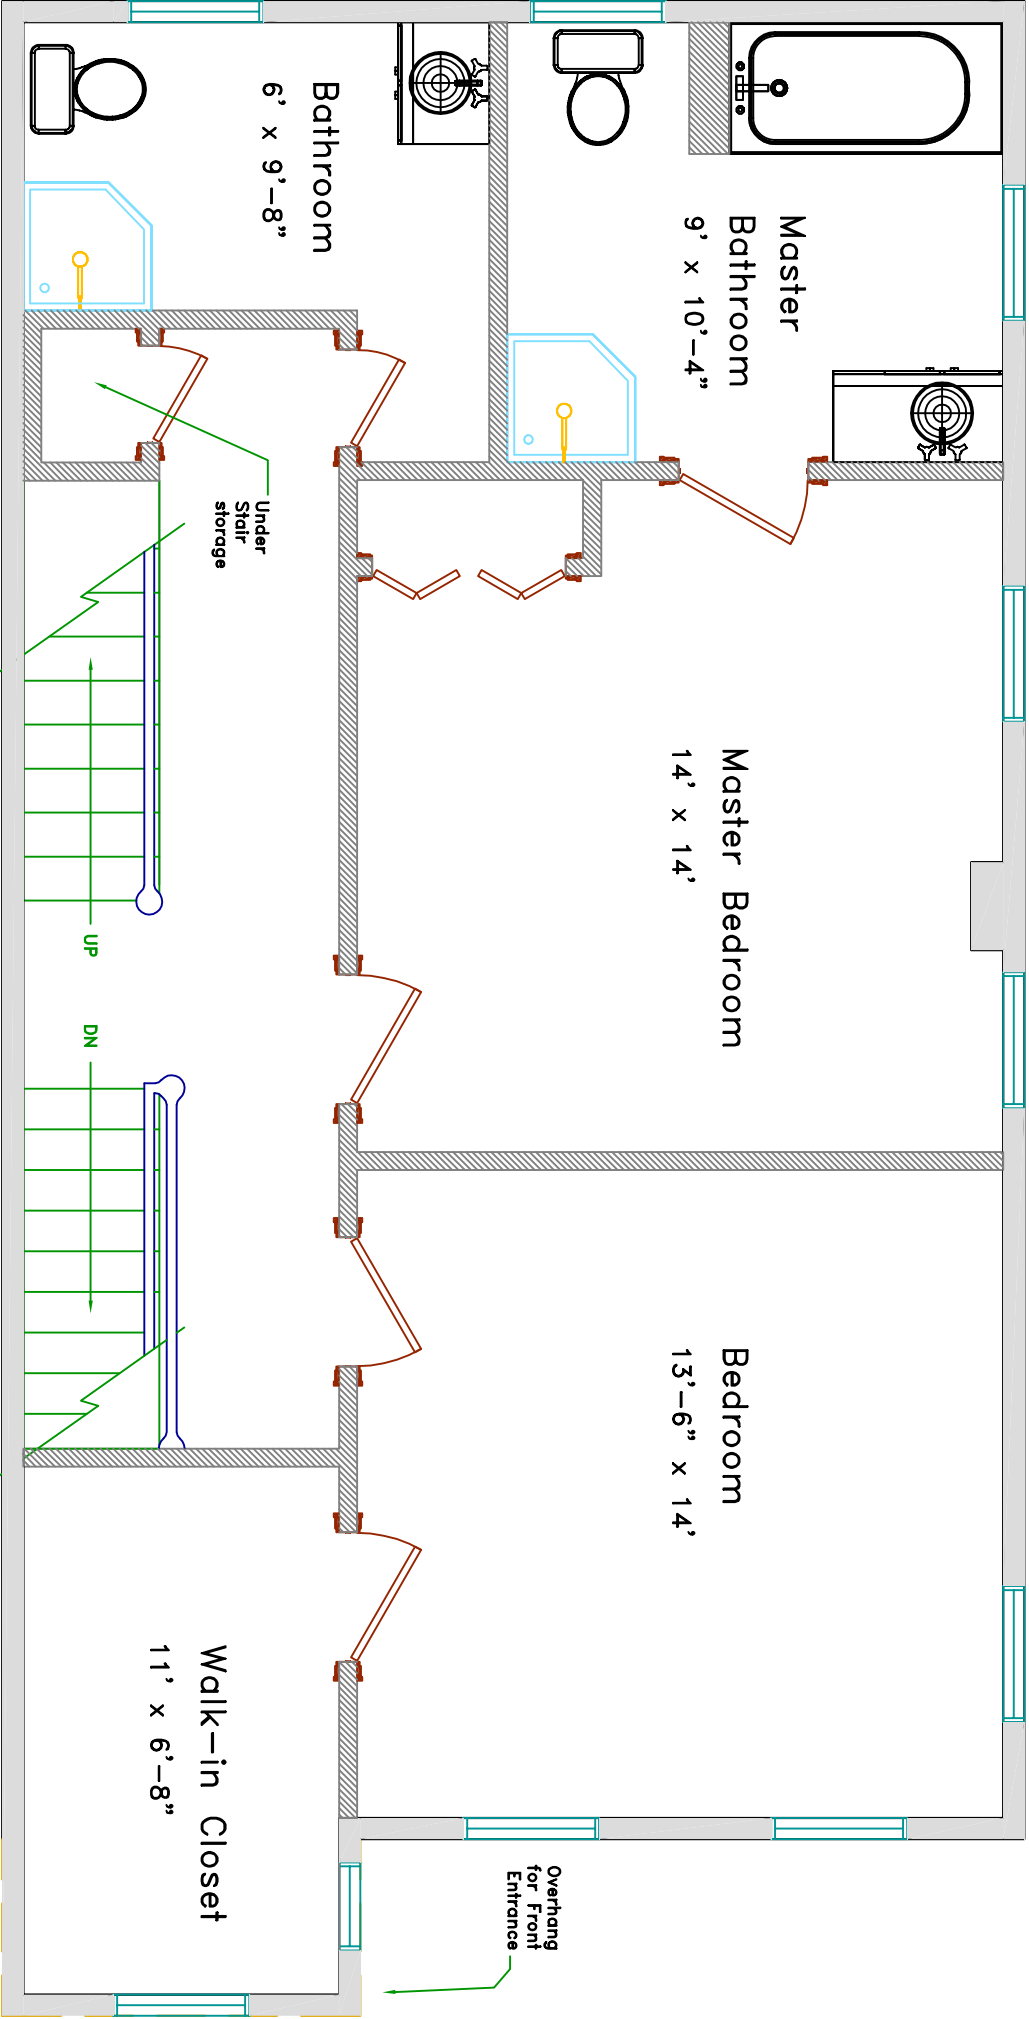 Bathroom
6’ x 9’-8”
Master
Bathroom
9’ x 10’-4”
Under
Stair
storage
Master Bedroom
14’ x 14’
UP
DN
Bedroom
13’-6” x 14’
Walk-in Closet
11’ x 6’-8”
Overhang
for Front
Entrance